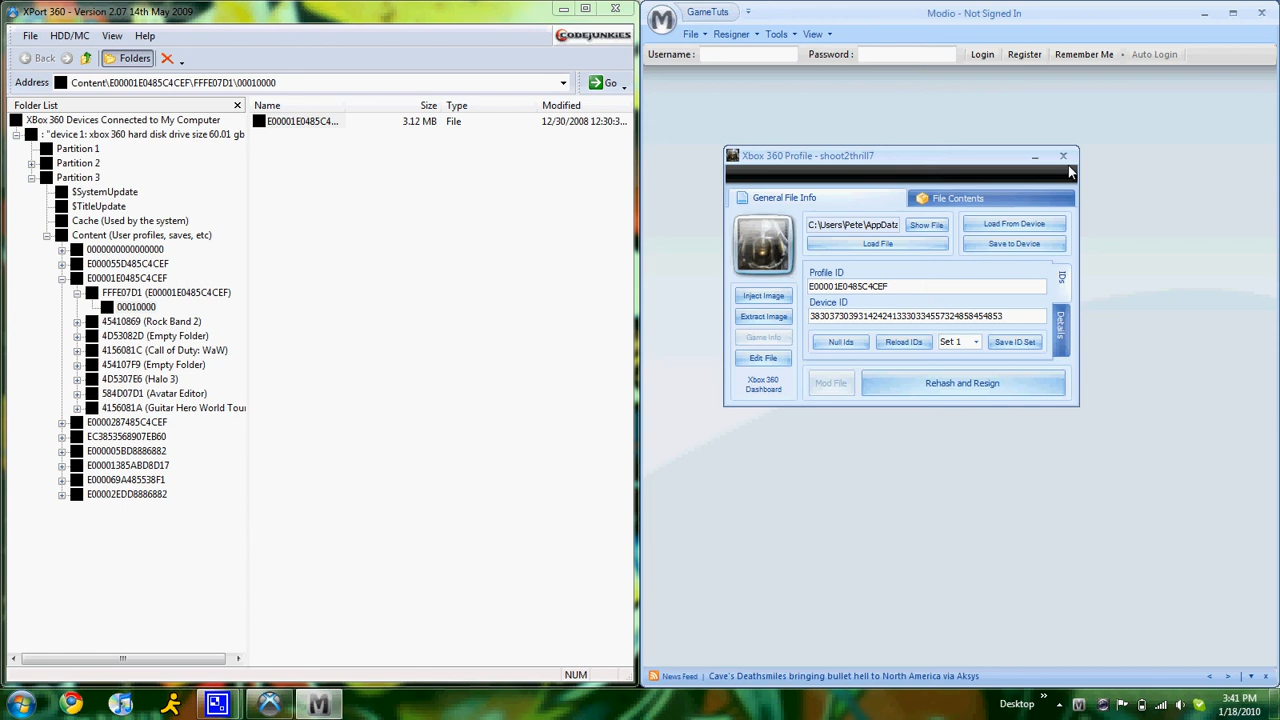 XPort 360 - Version 2.07 14th May 2009
File HDD/MC View Help
CODEJUNKIES
Back Folders
Address Content\E00001E0485C4CEF\FFFE07D1\00010000 Go
Folder List
XBox 360 Devices Connected to My Computer
: "device 1: xbox 360 hard disk drive size 60.01 gb
Partition 1
Partition 2
Partition 3
$SystemUpdate
$TitleUpdate
Cache (Used by the system)
Content (User profiles, saves, etc)
0000000000000000
E000055D485C4CEF
E00001E0485C4CEF
FFFE07D1 (E00001E0485C4CEF)
00010000
45410869 (Rock Band 2)
4D53082D (Empty Folder)
4156081C (Call of Duty: WaW)
454107F9 (Empty Folder)
4D5307E6 (Halo 3)
584D07D1 (Avatar Editor)
4156081A (Guitar Hero World Tour
E0000287485C4CEF
EC3853568907EB60
E000005BD8886882
E00001385ABD8D17
E000069A485538F1
E00002EDD8886882
Name Size Type Modified
E00001E0485C4... 3.12 MB File 12/30/2008 12:30:3...
NUM
GameTuts
Modio - Not Signed In
File Resigner Tools View
Username : Password : Login Register Remember Me Auto Login
Xbox 360 Profile - shoot2thrill7
General File Info File Contents
C:\Users\Pete\AppData Show File
Load File
Load From Device
Save to Device
Profile ID
E00001E0485C4CEF
Device ID
3830373039314242413330334557324858454853
IDs
Details
Inject Image
Extract Image
Game Info
Edit File
Xbox 360
Dashboard
Null Ids Reload IDs Set 1 Save ID Set
Mod File Rehash and Resign
News Feed Cave's Deathsmiles bringing bullet hell to North America via Aksys
Desktop
3:41 PM
1/18/2010